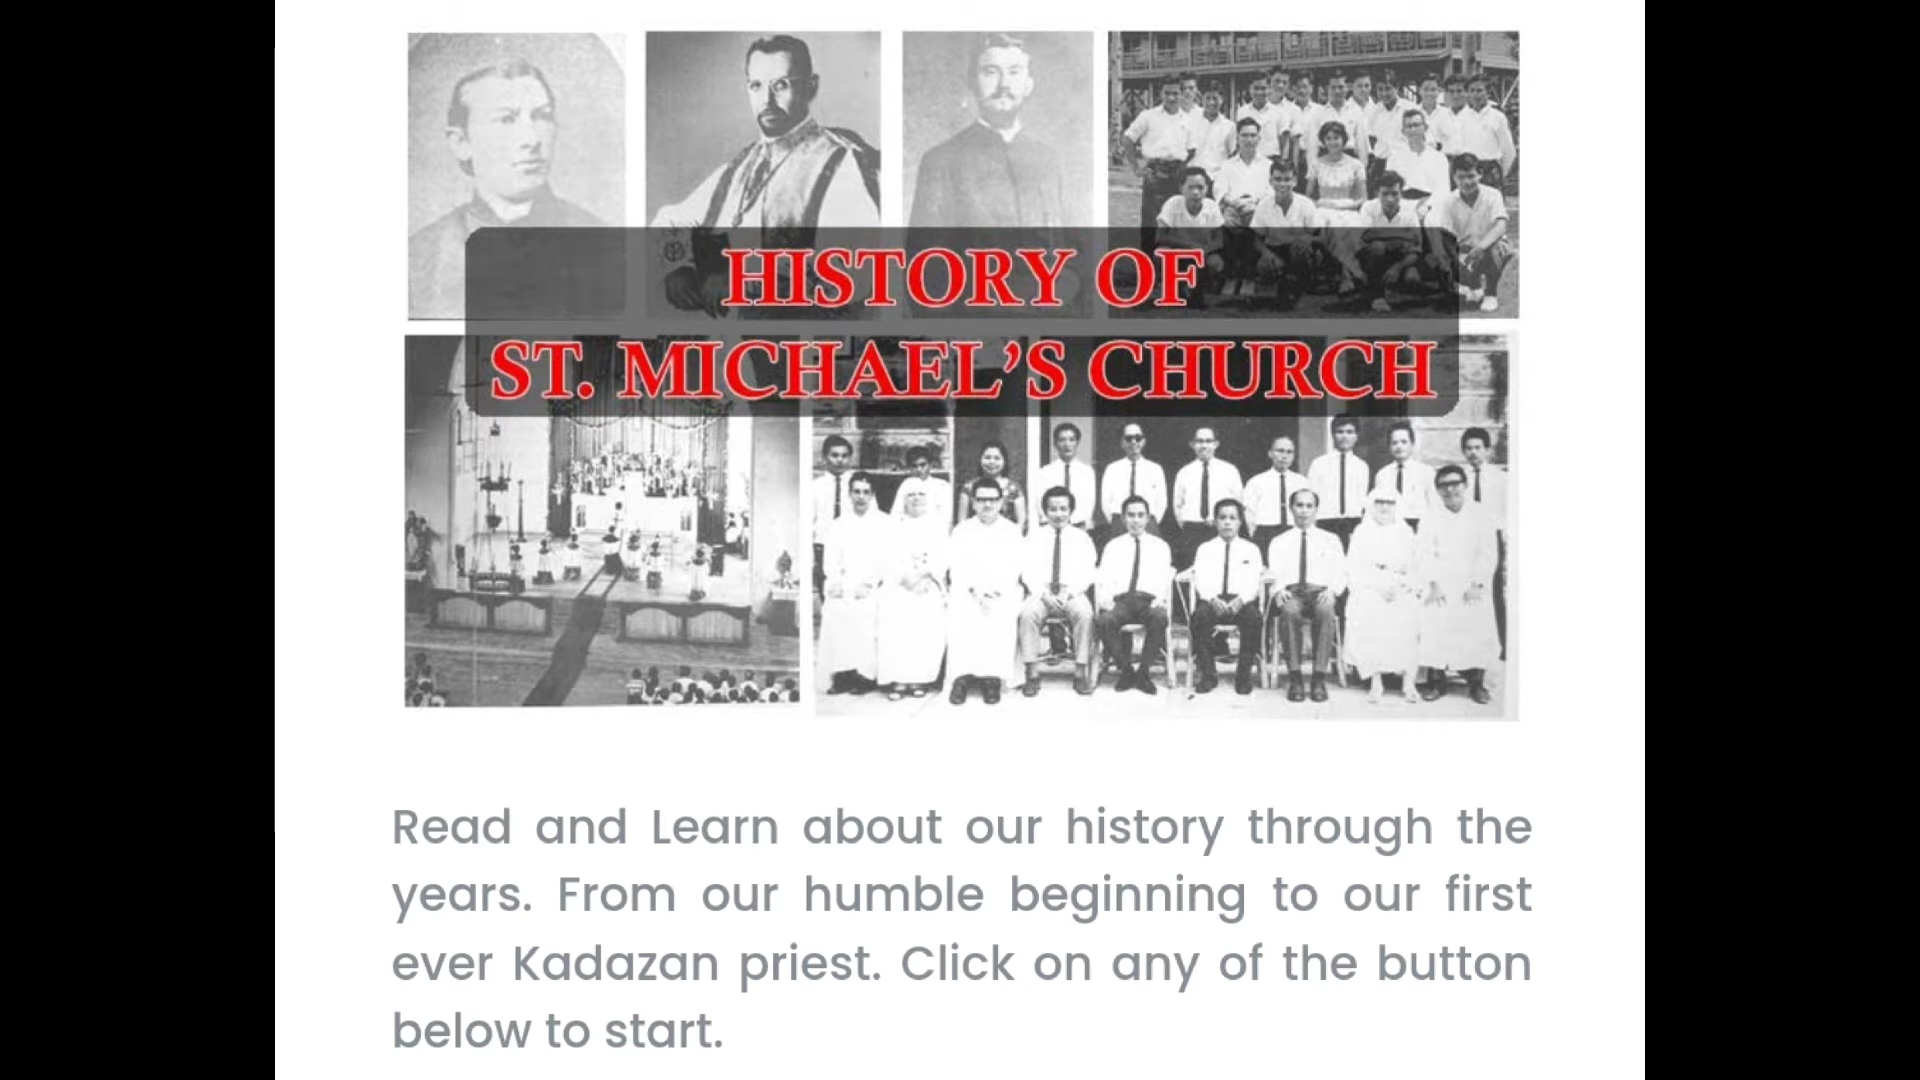 HISTORY OF
ST. MICHAEL’S CHURCH
Read and Learn about our history through the
years. From our humble beginning to our first
ever Kadazan priest. Click on any of the button
below to start.